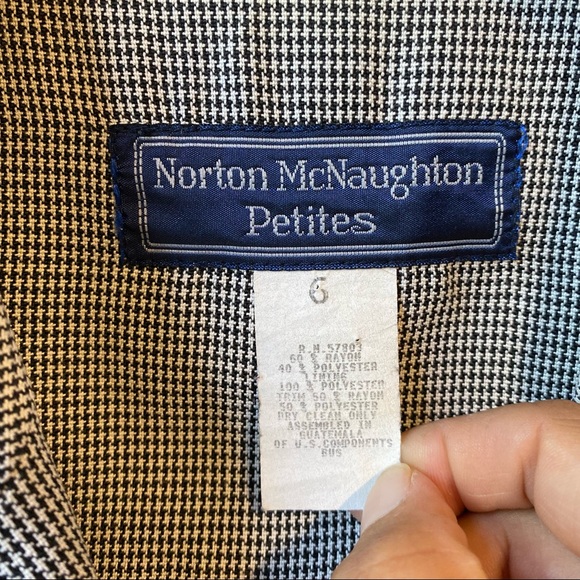 Norton McNaughton
Petites
6
R.N.57803
60 % RAYON
40 % POLYESTER
LINING
100 % POLYESTER
TRIM 50 % RAYON
50 % POLYESTER
DRY CLEAN ONLY
ASSEMBLED IN
GUATEMALA
OF U.S.COMPONENTS
BUS